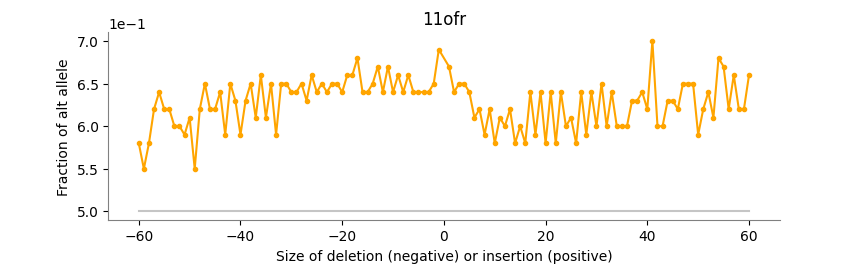 11ofr
1e−1
7.0
6.5
6.0
5.5
5.0
Fraction of alt allele
−60 −40 −20 0 20 40 60
Size of deletion (negative) or insertion (positive)